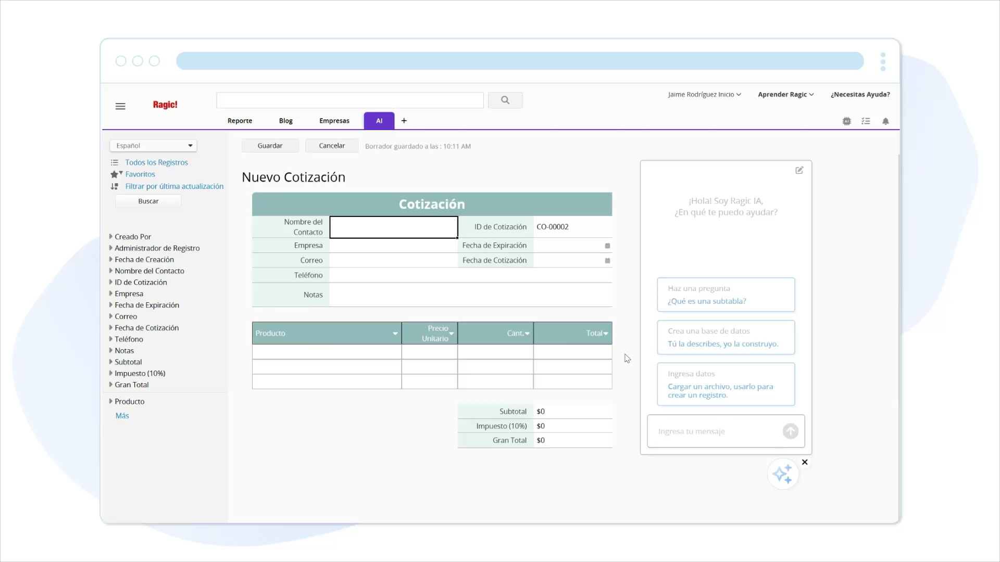 Ragic!
Jaime Rodríguez Inicio
Aprender Ragic
¿Necesitas Ayuda?
Reporte
Blog
Empresas
AI
+
Español
Todos los Registros
Favoritos
Filtrar por última actualización
Buscar
Creado Por
Administrador de Registro
Fecha de Creación
Nombre del Contacto
ID de Cotización
Empresa
Fecha de Expiración
Correo
Fecha de Cotización
Teléfono
Notas
Subtotal
Impuesto (10%)
Gran Total
Producto
Más
Guardar
Cancelar
Borrador guardado a las : 10:11 AM
Nuevo Cotización
Cotización
Nombre del
Contacto
ID de Cotización
CO-00002
Empresa
Fecha de Expiración
Correo
Fecha de Cotización
Teléfono
Notas
Producto
Precio
Unitario
Cant.
Total
Subtotal
$0
Impuesto (10%)
$0
Gran Total
$0
¡Hola! Soy Ragic IA,
¿En qué te puedo ayudar?
Haz una pregunta
¿Qué es una subtabla?
Crea una base de datos
Tú la describes, yo la construyo.
Ingresa datos
Cargar un archivo, usarlo para
crear un registro.
Ingresa tu mensaje